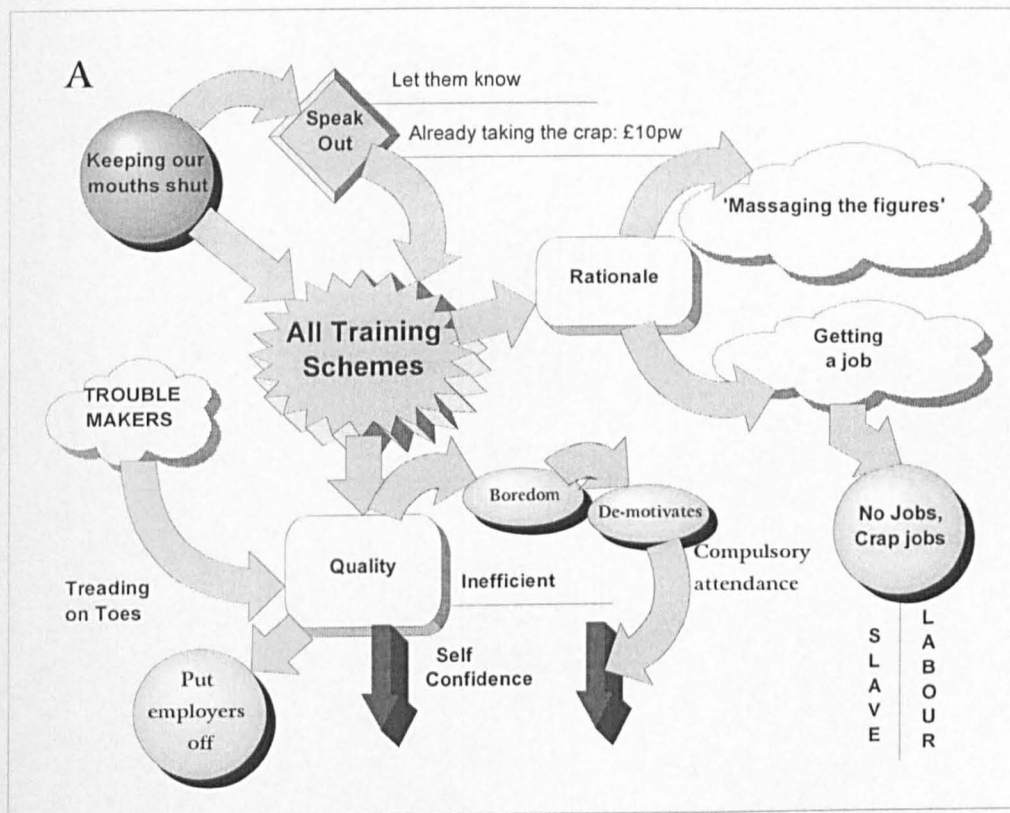 A
Let them know
Speak
Out
Already taking the crap: £10pw
Keeping our
mouths shut
'Massaging the figures'
Rationale
All Training
Schemes
Getting
a job
TROUBLE
MAKERS
Boredom
De-motivates
No Jobs,
Crap jobs
Compulsory
attendance
Quality
Inefficient
Treading
on Toes
Self
Confidence
Put
employers
off
SLAVE
LABOUR